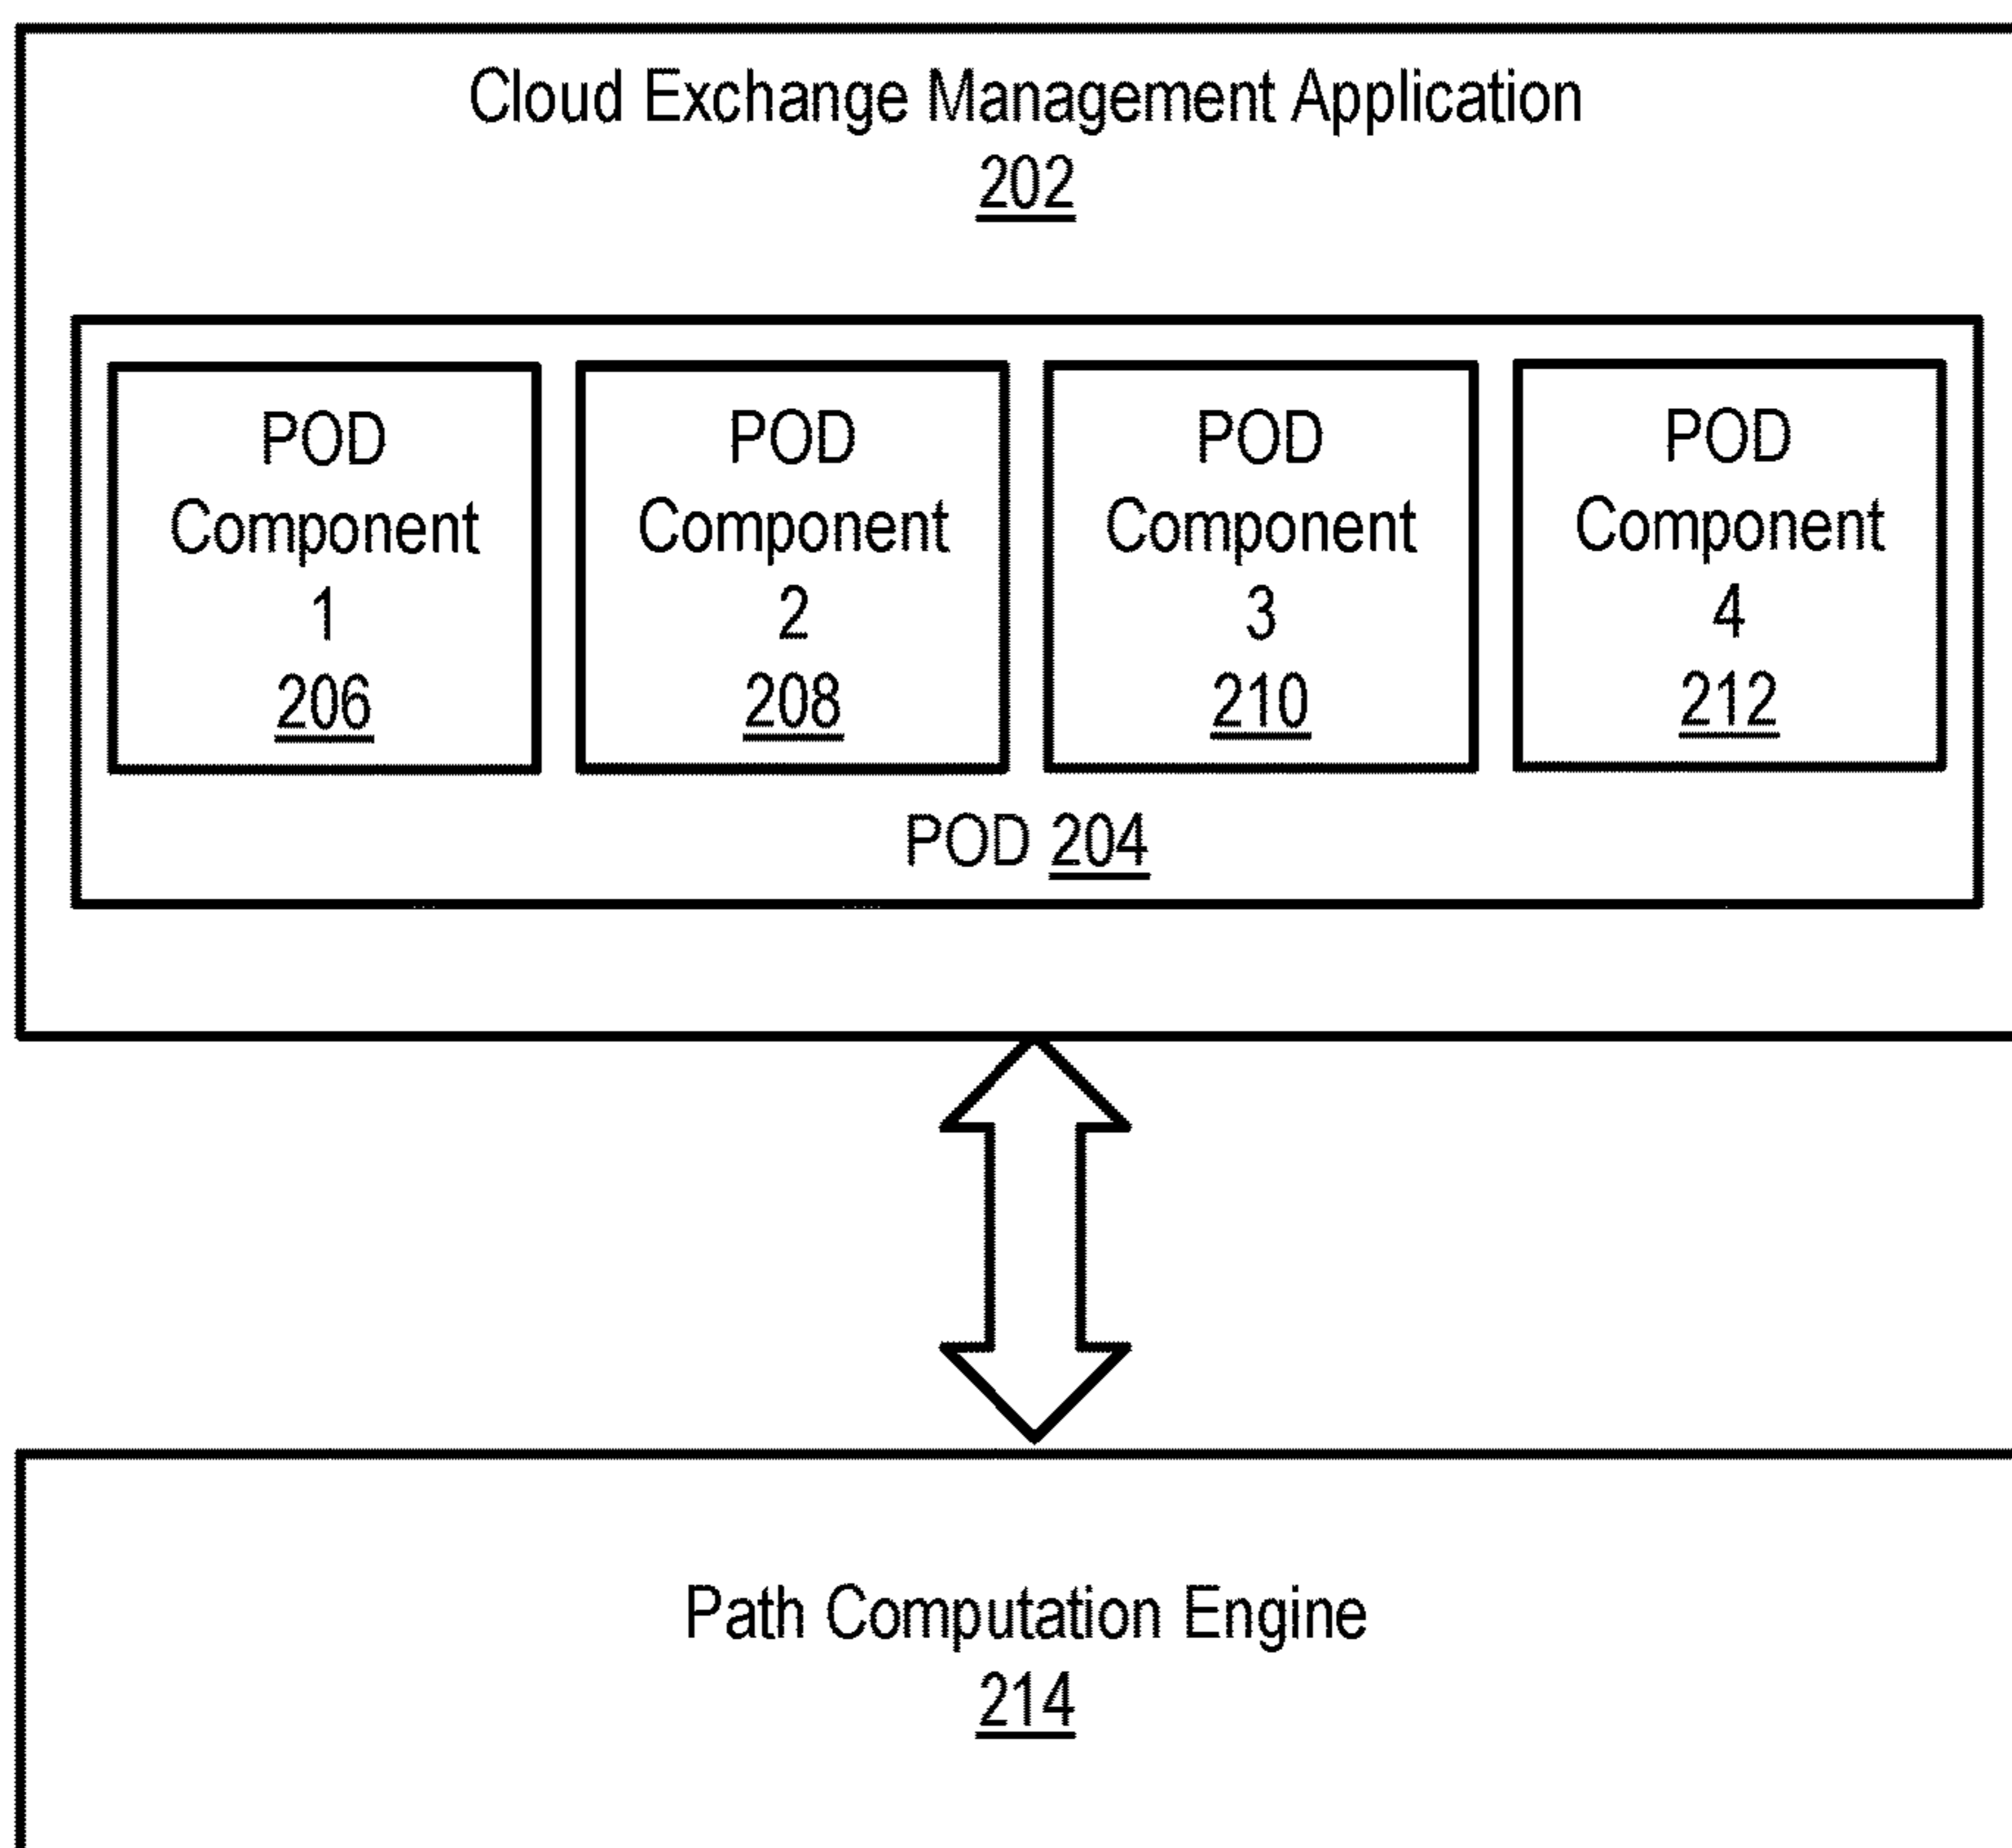 Cloud Exchange Management Application
202
POD
Component
1
206
POD
Component
2
208
POD
Component
3
210
POD
Component
4
212
POD 204
Path Computation Engine
214